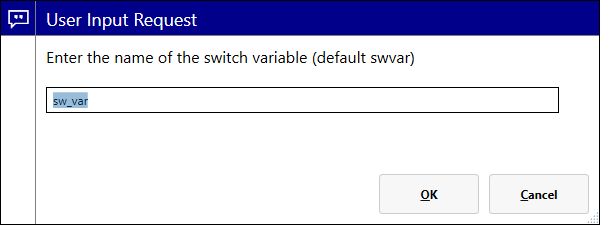 User Input Request
Enter the name of the switch variable (default swvar)
sw_var
OK
Cancel